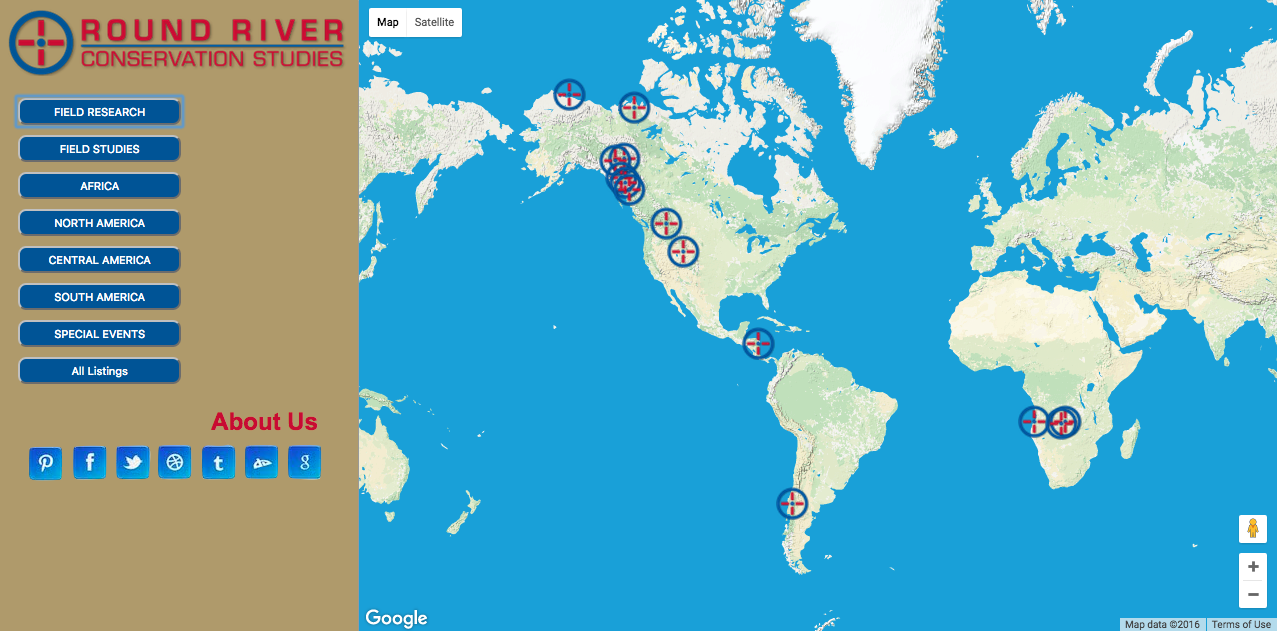 ROUND RIVER
CONSERVATION STUDIES
FIELD RESEARCH
FIELD STUDIES
AFRICA
NORTH AMERICA
CENTRAL AMERICA
SOUTH AMERICA
SPECIAL EVENTS
All Listings
About Us
Map Satellite
Google
Map data ©2016 Terms of Use